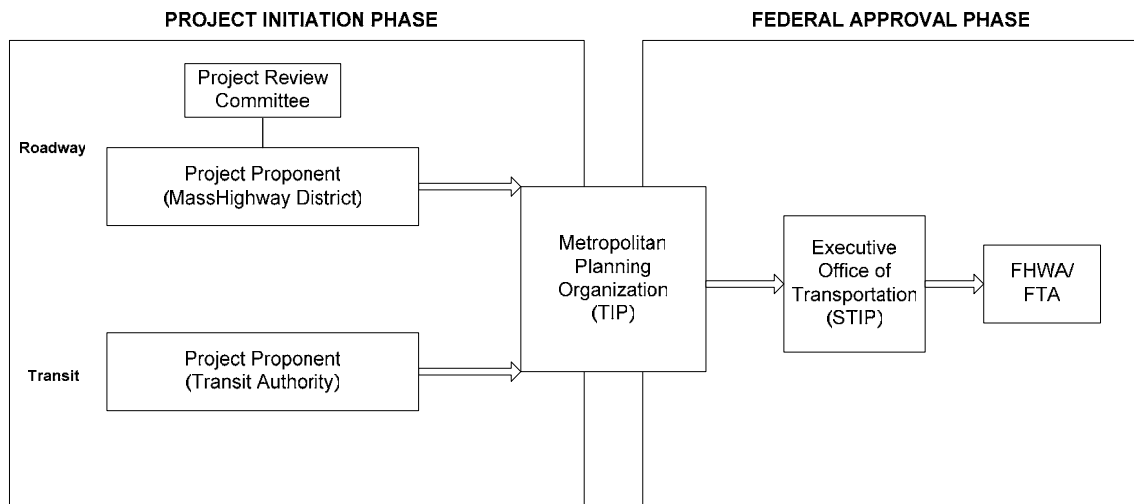 PROJECT INITIATION PHASE
FEDERAL APPROVAL PHASE
Project Review
Committee
Roadway
Project Proponent
(MassHighway District)
Metropolitan
Planning
Organization
(TIP)
Executive
Office of
Transportation
(STIP)
FHWA/
FTA
Transit
Project Proponent
(Transit Authority)